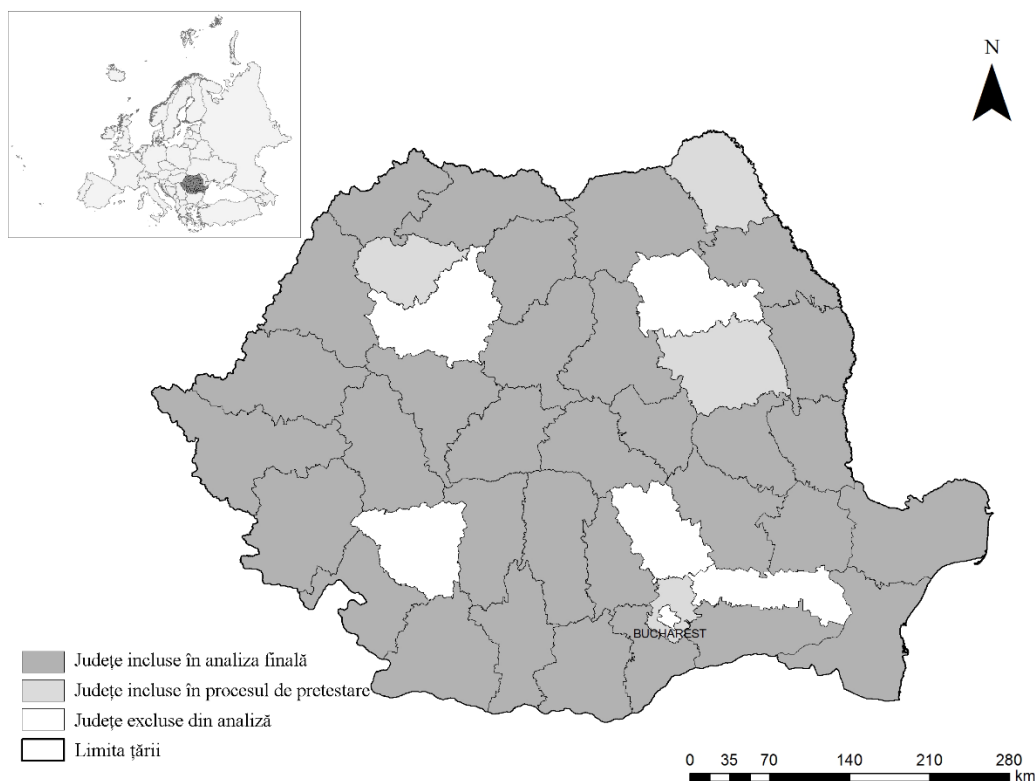 N
BUCHAREST
Județe incluse în analiza finală
Județe incluse în procesul de pretestare
Județe excluse din analiză
Limita țării
0 35 70 140 210 280
km